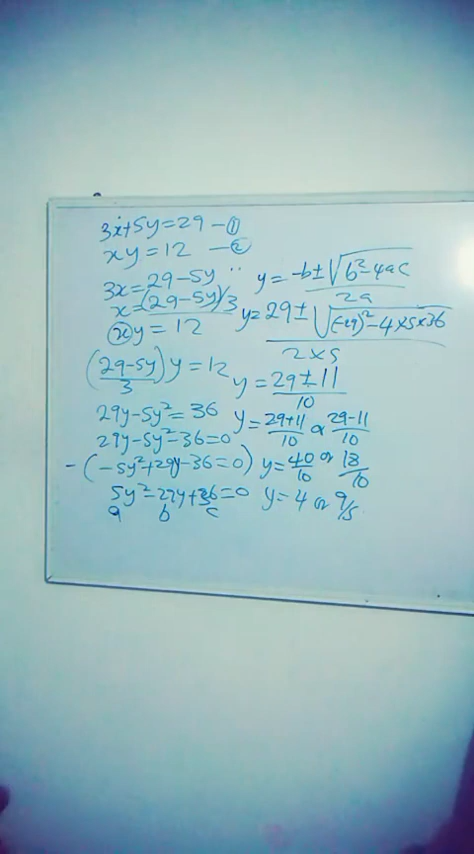 3x+5y=29 -①
xy=12 -②
3x=29-5y
x=(29-5y)/3
ⓧy=12
(29-5y/3)y=12
29y-5y²=36
29y-5y²-36=0
-(-5y²+29y-36=0)
5y²-29y+36=0
a b c
y=-b±√b²-4ac/2a
y=29±√(-29)²-4×5×36/2×5
y=29±11/10
y=29+11/10 or 29-11/10
y=40/10 or 18/10
y=4 or 9/5